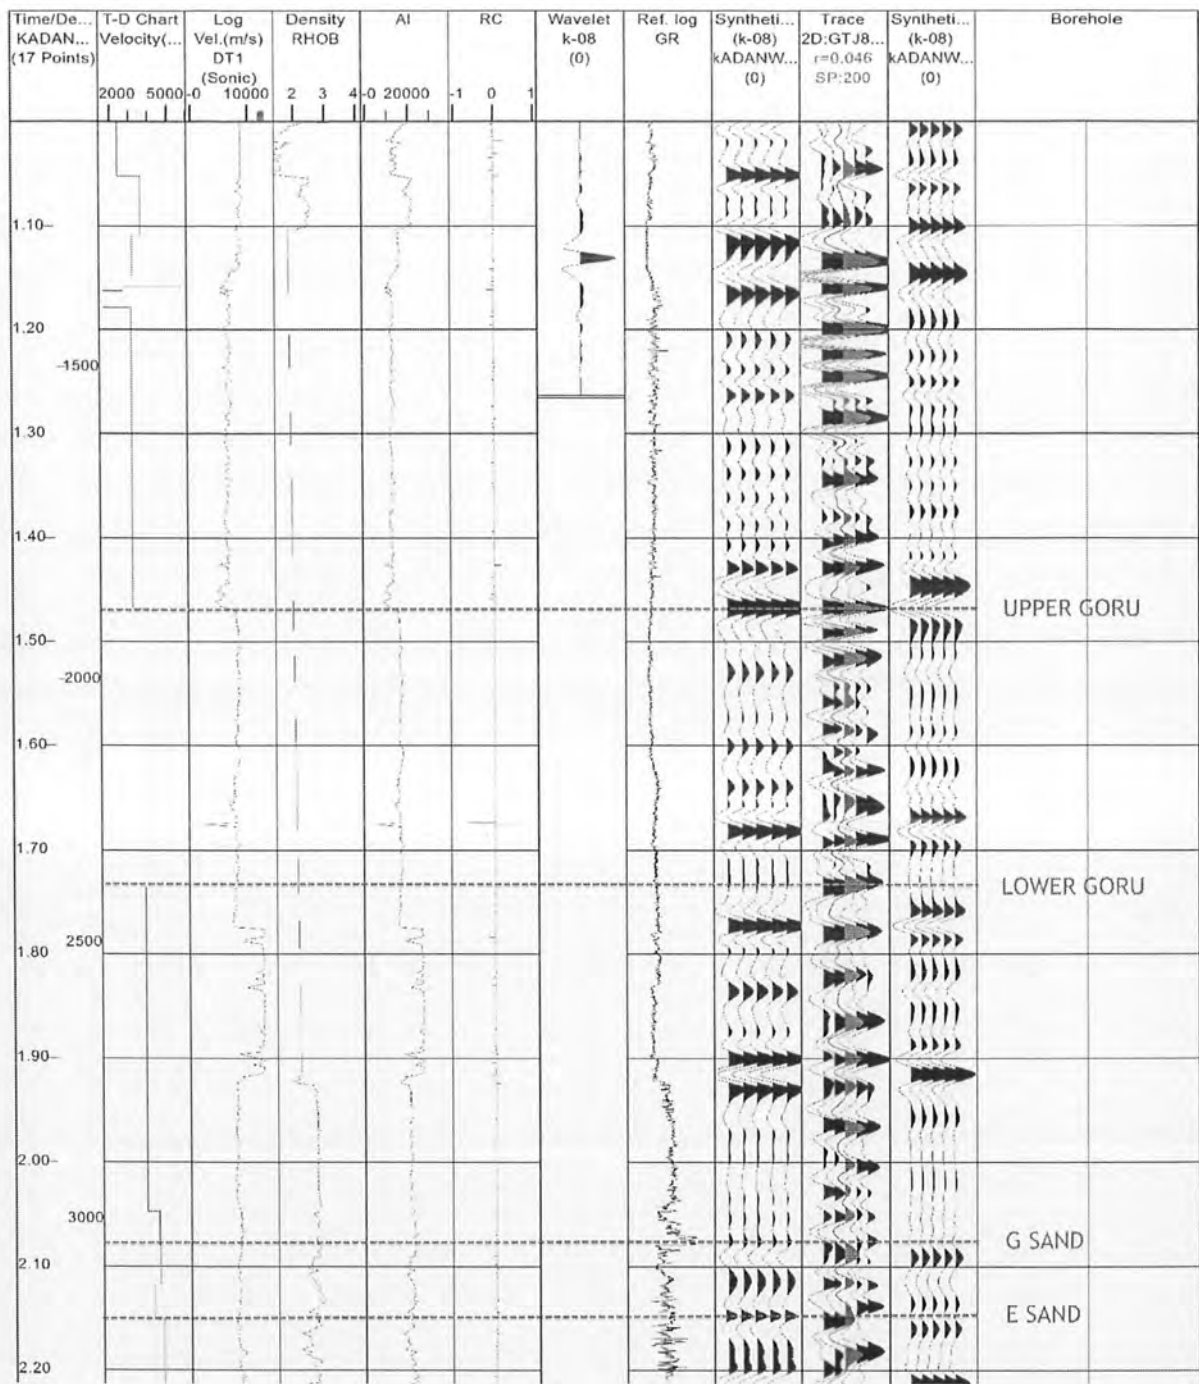 Time/De... T-D Chart Log Density AI RC Wavelet Ref. log Syntheti... Trace Syntheti... Borehole
KADAN... Velocity(... Vel.(m/s) RHOB k-08 GR (k-08) 2D:GTJ8... (k-08)
(17 Points) DT1 (0) kADANW... r=0.046 kADANW...
(Sonic) (0) SP:200 (0)
2000 5000 -0 10000 2 3 4 -0 20000 -1 0 1
1.10-
1.20
-1500
1.30
1.40-
UPPER GORU
1.50
-2000
1.60-
1.70
LOWER GORU
2500
1.80
1.90-
2.00-
3000
G SAND
2.10
E SAND
2.20